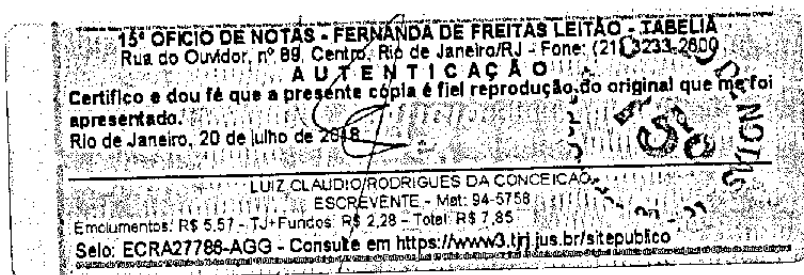 15º OFICIO DE NOTAS - FERNANDA DE FREITAS LEITÃO - TABELIÃ
Rua do Ouvidor, nº 89, Centro, Rio de Janeiro/RJ - Fone: (21) 3233-2600
AUTENTICAÇÃO
Certifico e dou fé que a presente cópia é fiel reprodução do original que me foi
apresentado.
Rio de Janeiro, 20 de julho de 2018
LUIZ CLAUDIO RODRIGUES DA CONCEICAO
ESCREVENTE - Mat: 94-5758
Emolumentos: R$ 5,57 - TJ+Fundos: R$ 2,28 - Total: R$ 7,85
Selo: ECRA27788-AGG - Consulte em https://www3.tjrj.jus.br/sitepublico